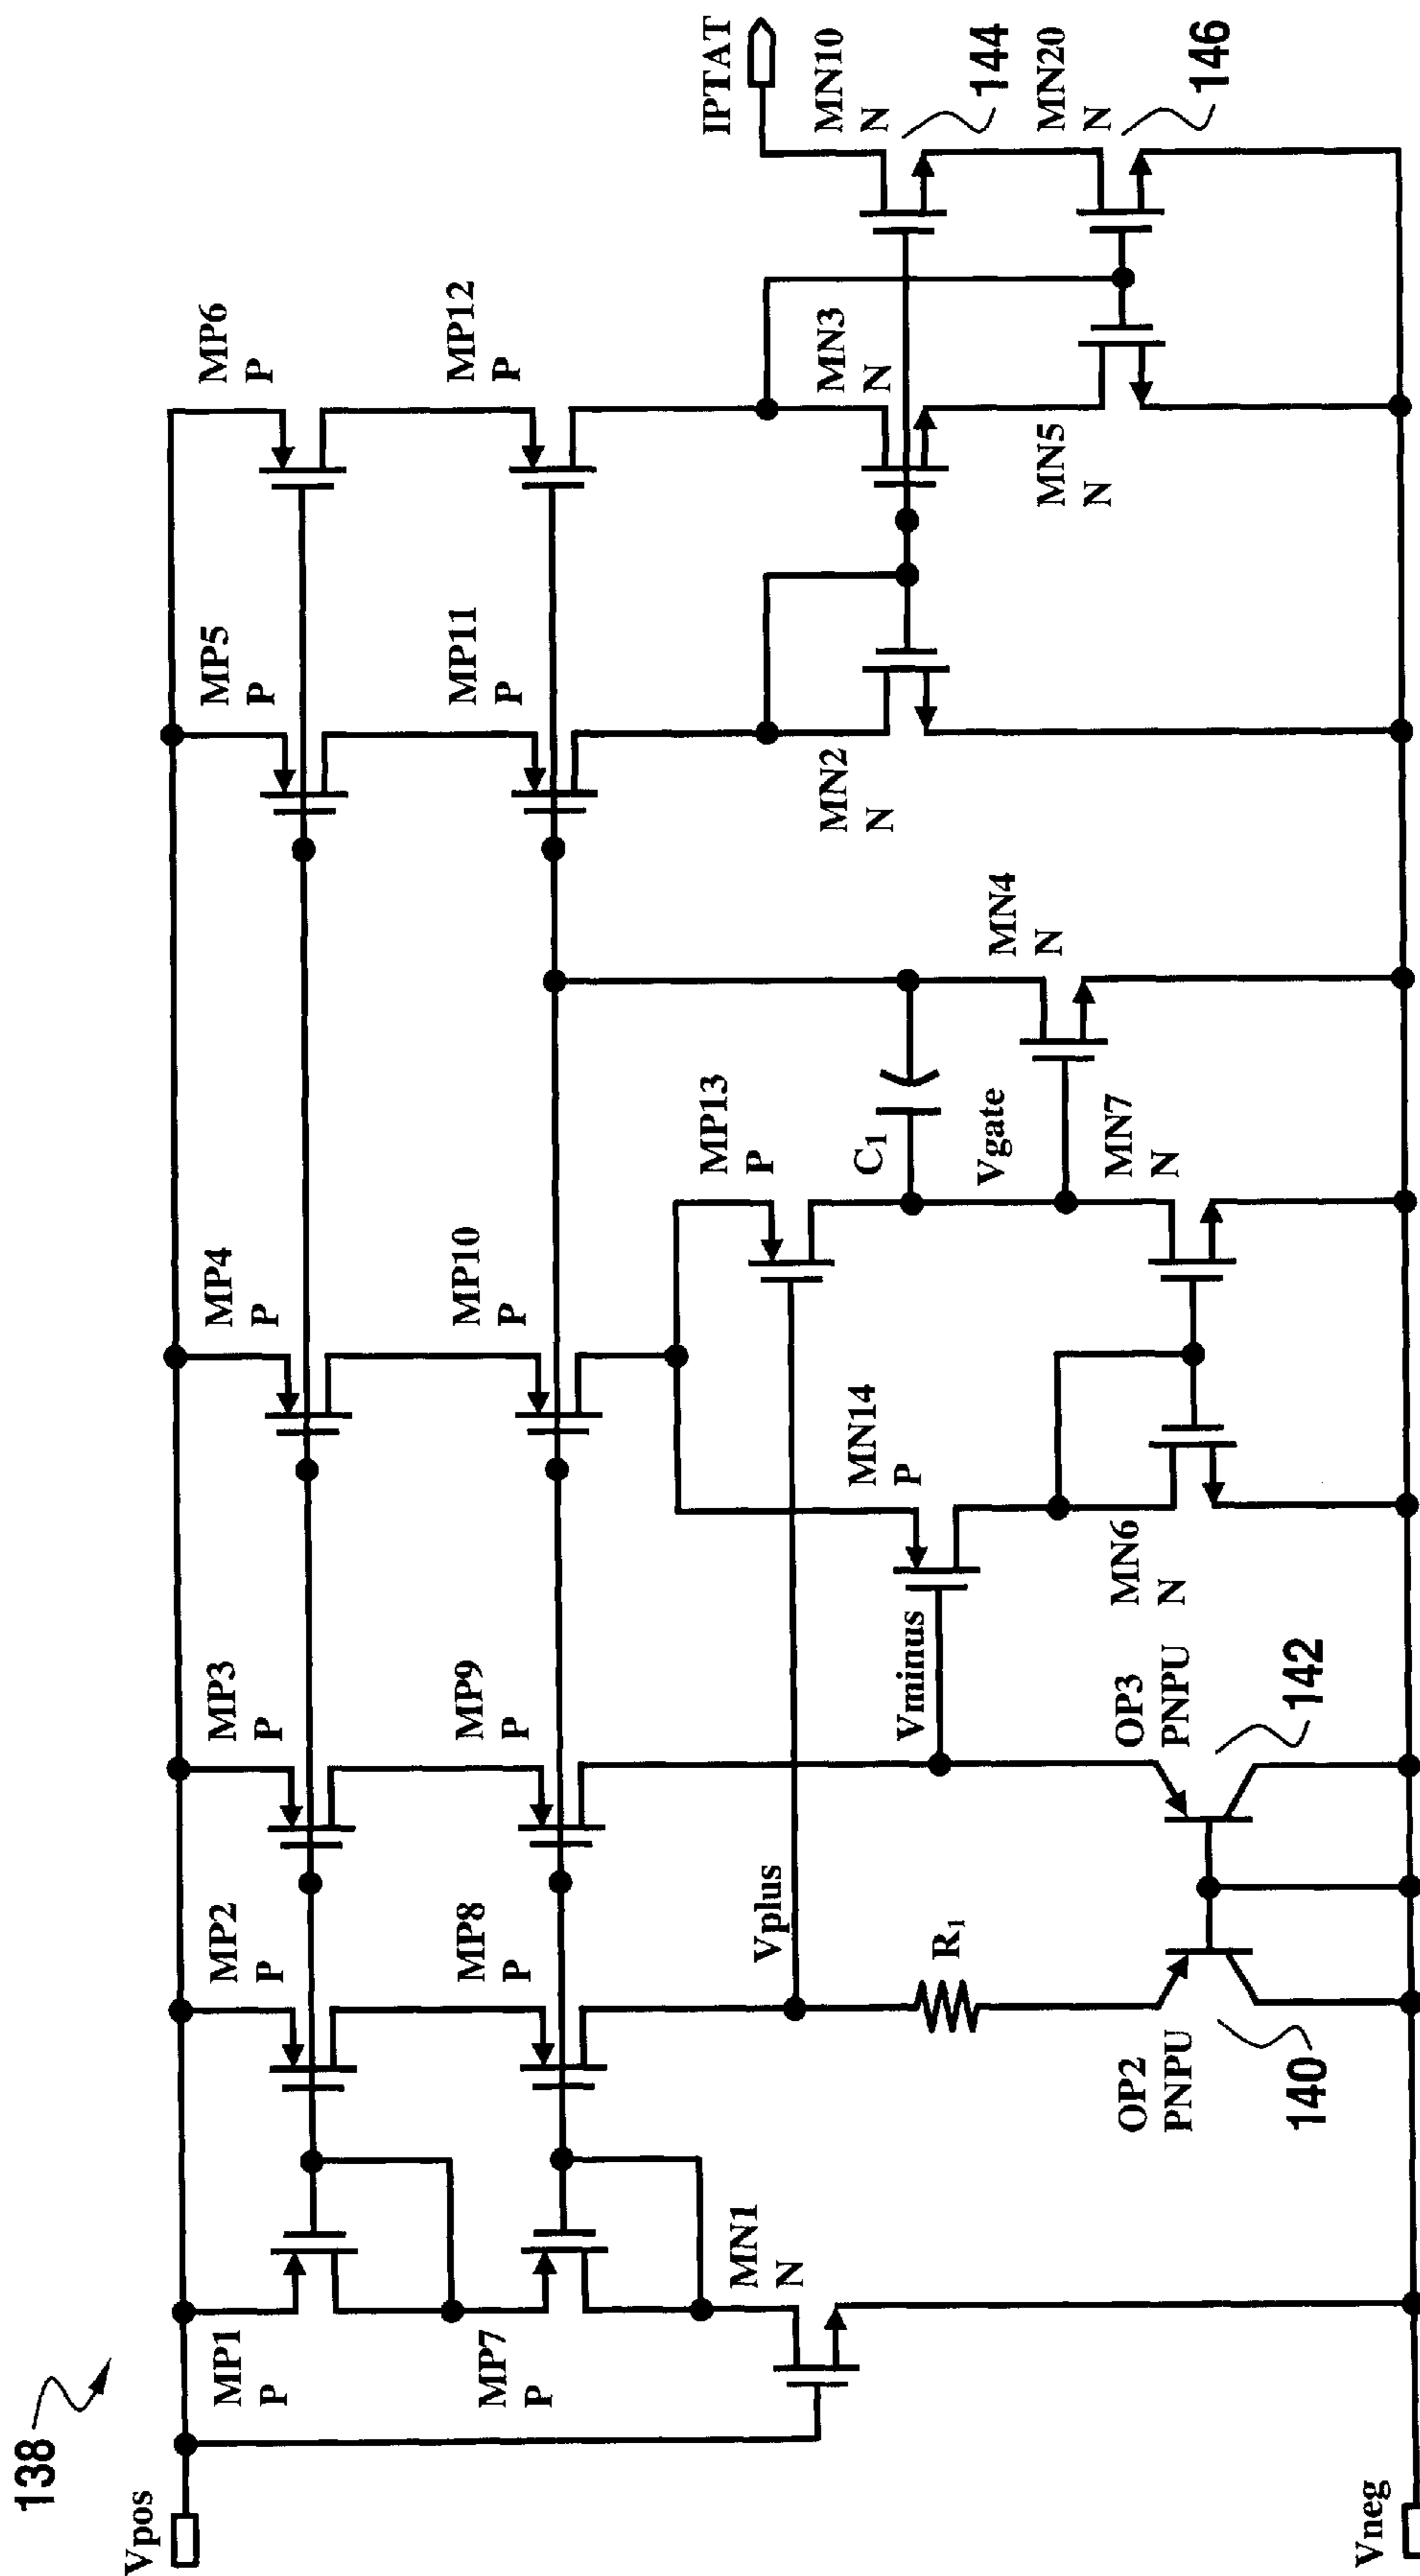 138
Vpos
Vneg
MP1
P
MP7
P
MN1
N
MP2
P
MP8
P
Vplus
R1
OP2
PNPU
140
MP3
P
MP9
P
Vminus
OP3
PNPU
142
MP4
P
MP10
P
MN14
P
MN6
N
MP13
P
C1
Vgate
MN7
N
MN4
N
MP5
P
MP11
P
MN2
N
MP6
P
MP12
P
MN3
N
MN5
N
IPTAT
MN10
N
144
MN20
N
146